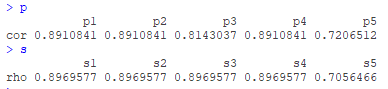 > p
p1 p2 p3 p4 p5
cor 0.8910841 0.8910841 0.8143037 0.8910841 0.7206512
> s
s1 s2 s3 s4 s5
rho 0.8969577 0.8969577 0.8969577 0.8969577 0.7056466